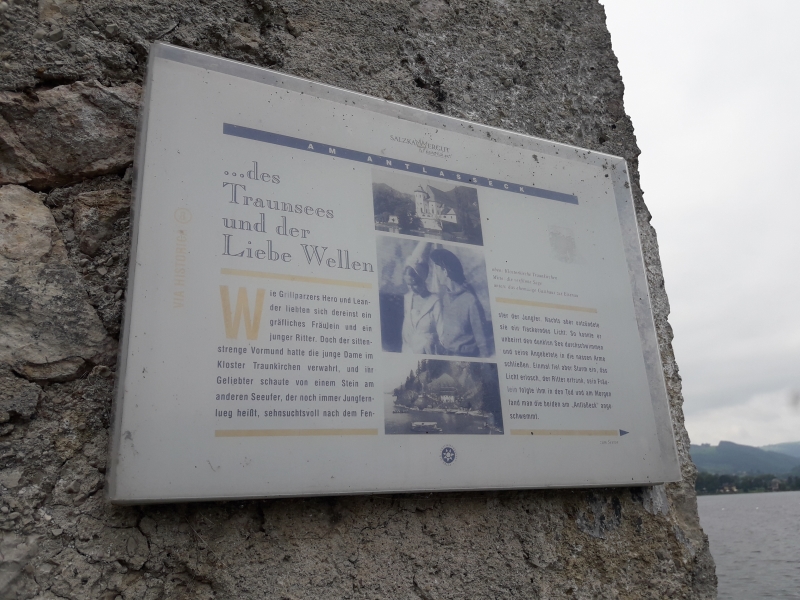 SALZKAMMERGUT
AM ANTLASSECK
...des
Traunsees
und der
Liebe Wellen
Wie Grillparzers Hero und Lean-
der liebten sich dereinst ein
gräfliches Fräulein und ein
junger Ritter. Doch der sitten-
strenge Vormund hatte die junge Dame im
Kloster Traunkirchen verwahrt, und ihr
Geliebter schaute von einem Stein am
anderen Seeufer, der noch immer Jungfern-
lueg heißt, sehnsuchtsvoll nach dem Fen-
ster der Jungfer. Nachts aber entzündete
sie ein flackerndes Licht. So konnte er
unbeirrt den dunklen See durchschwimmen
und seine Angebetete in die nassen Arme
schließen. Einmal fiel aber Sturm ein, das
Licht erlosch, der Ritter ertrank, sein Fräu-
lein folgte ihm in den Tod und am Morgen
fand man die beiden am „Antlaßeck" ange
schwemmt.